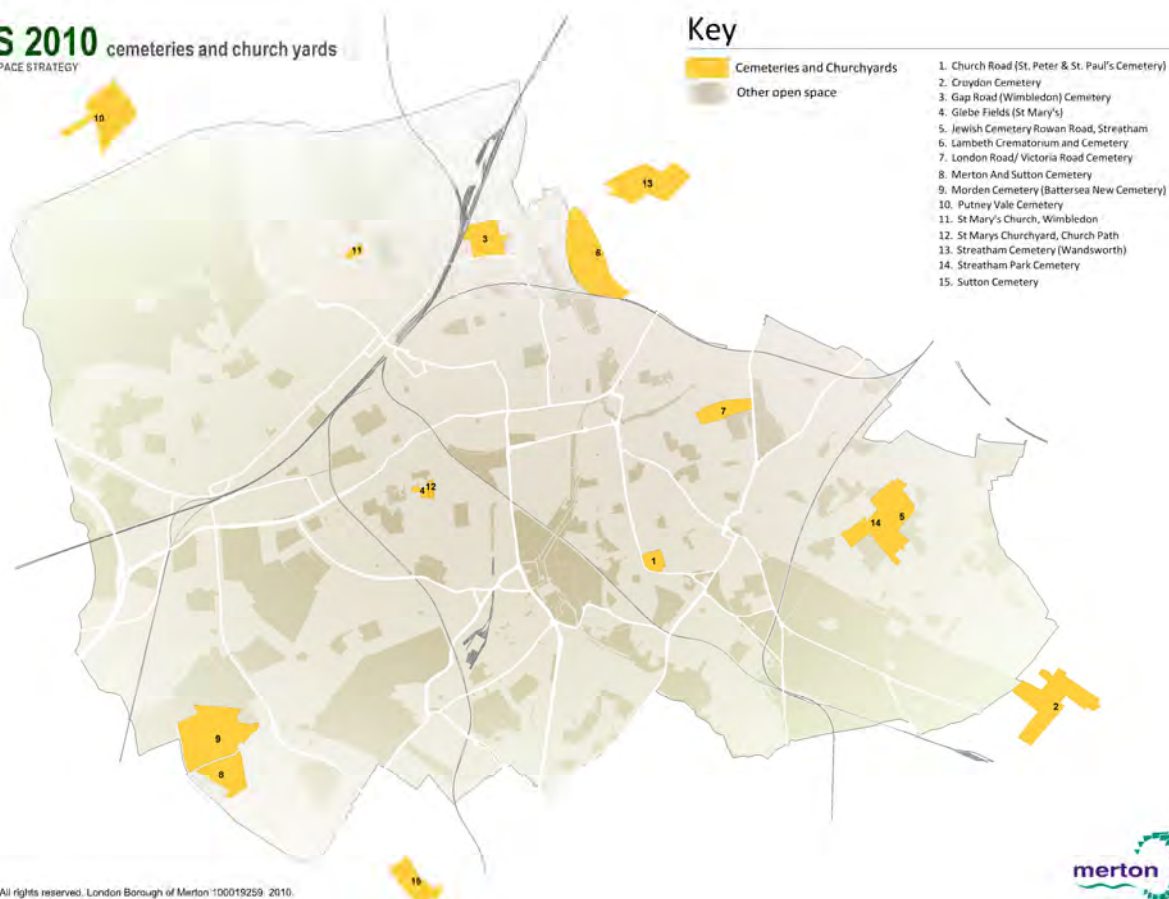 S 2010 cemeteries and church yards
PACE STRATEGY
Key
Cemeteries and Churchyards
Other open space
1. Church Road (St. Peter & St. Paul's Cemetery)
2. Croydon Cemetery
3. Gap Road (Wimbledon) Cemetery
4. Glebe Fields (St Mary's)
5. Jewish Cemetery Rowan Road, Streatham
6. Lambeth Crematorium and Cemetery
7. London Road/ Victoria Road Cemetery
8. Merton And Sutton Cemetery
9. Morden Cemetery (Battersea New Cemetery)
10. Putney Vale Cemetery
11. St Mary's Church, Wimbledon
12. St Marys Churchyard, Church Path
13. Streatham Cemetery (Wandsworth)
14. Streatham Park Cemetery
15. Sutton Cemetery
10
13
3
11
6
7
4 12
14 5
1
2
9
8
15
merton
All rights reserved. London Borough of Merton 100019259. 2010.